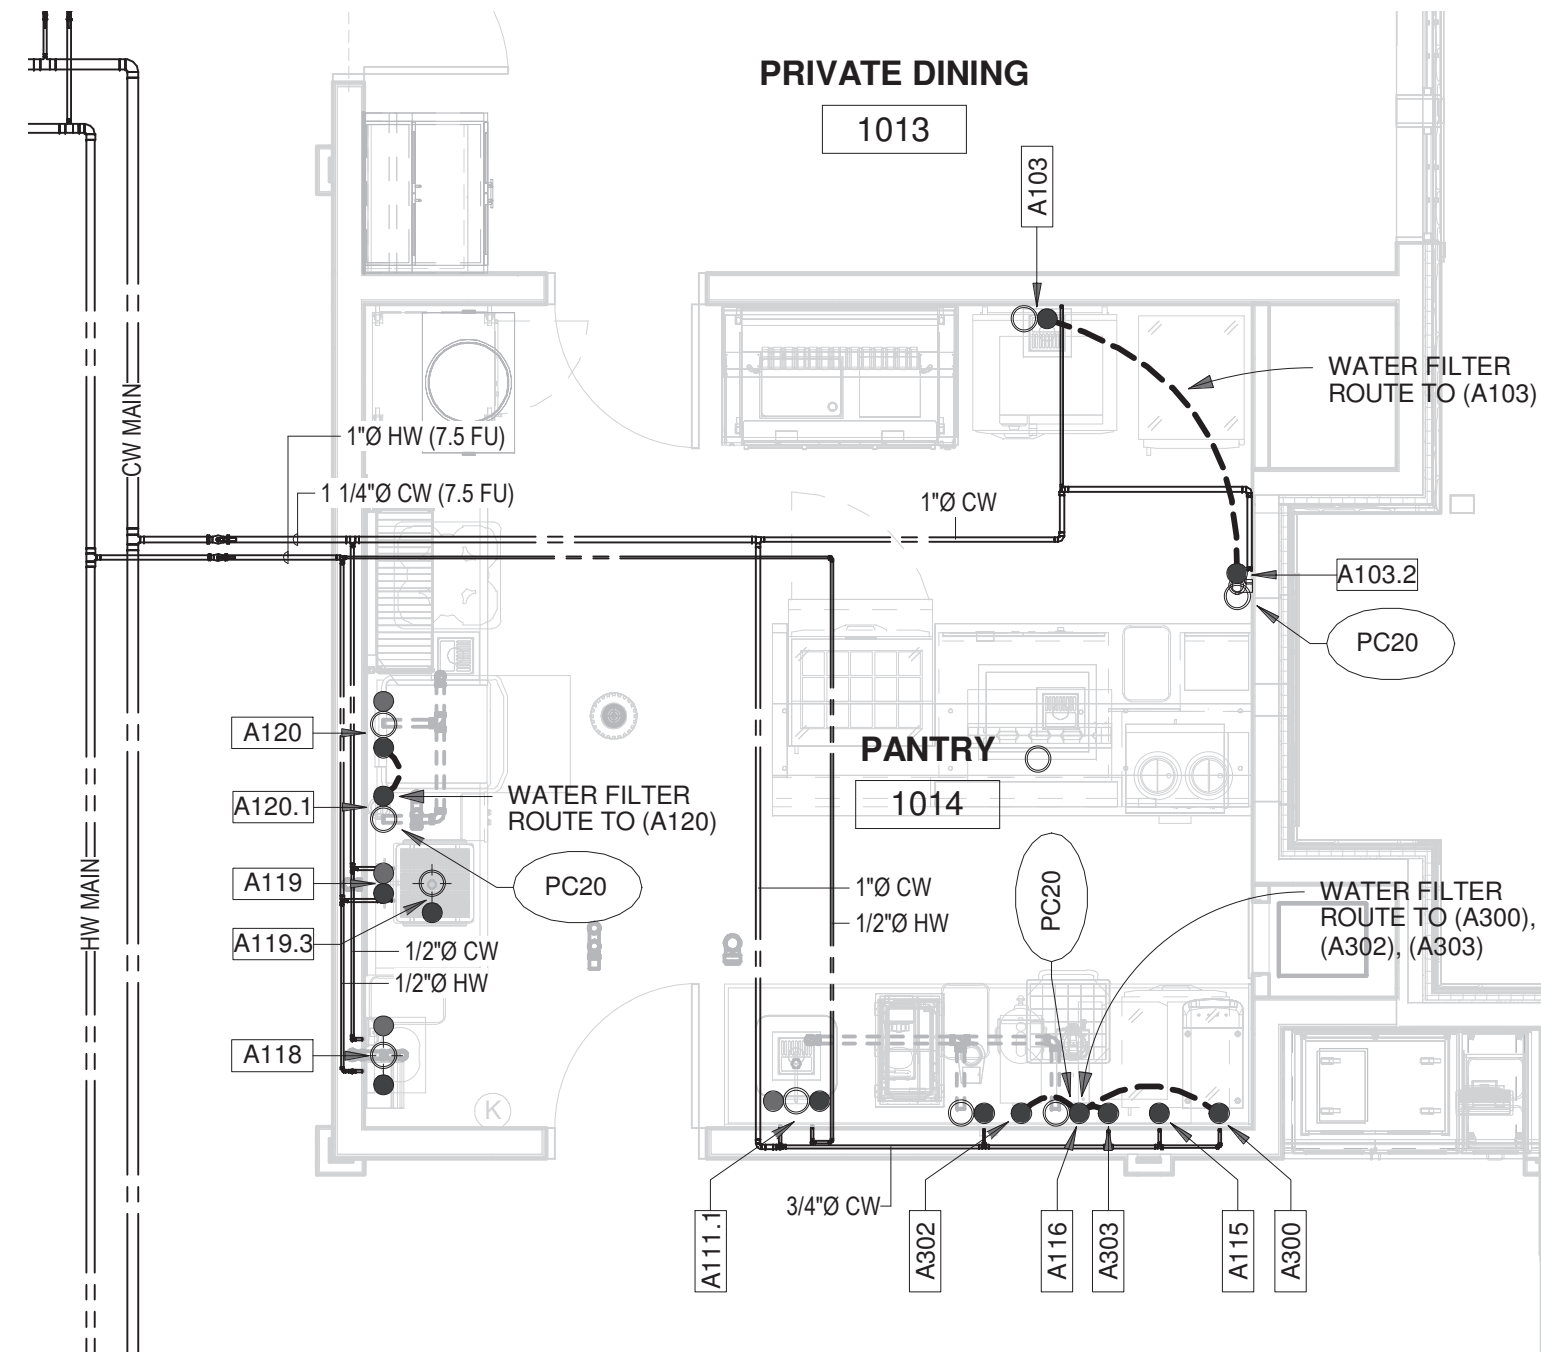 PRIVATE DINING
1013
A103
WATER FILTER
ROUTE TO (A103)
CW MAIN
1"Ø HW (7.5 FU)
1 1/4"Ø CW (7.5 FU)
1"Ø CW
A103.2
PC20
A120
PANTRY
1014
A120.1
WATER FILTER
ROUTE TO (A120)
HW MAIN
A119
PC20
1"Ø CW
1/2"Ø HW
PC20
WATER FILTER
ROUTE TO (A300),
(A302), (A303)
A119.3
1/2"Ø CW
1/2"Ø HW
A118
K
3/4"Ø CW
A111.1
A302
A116
A303
A115
A300